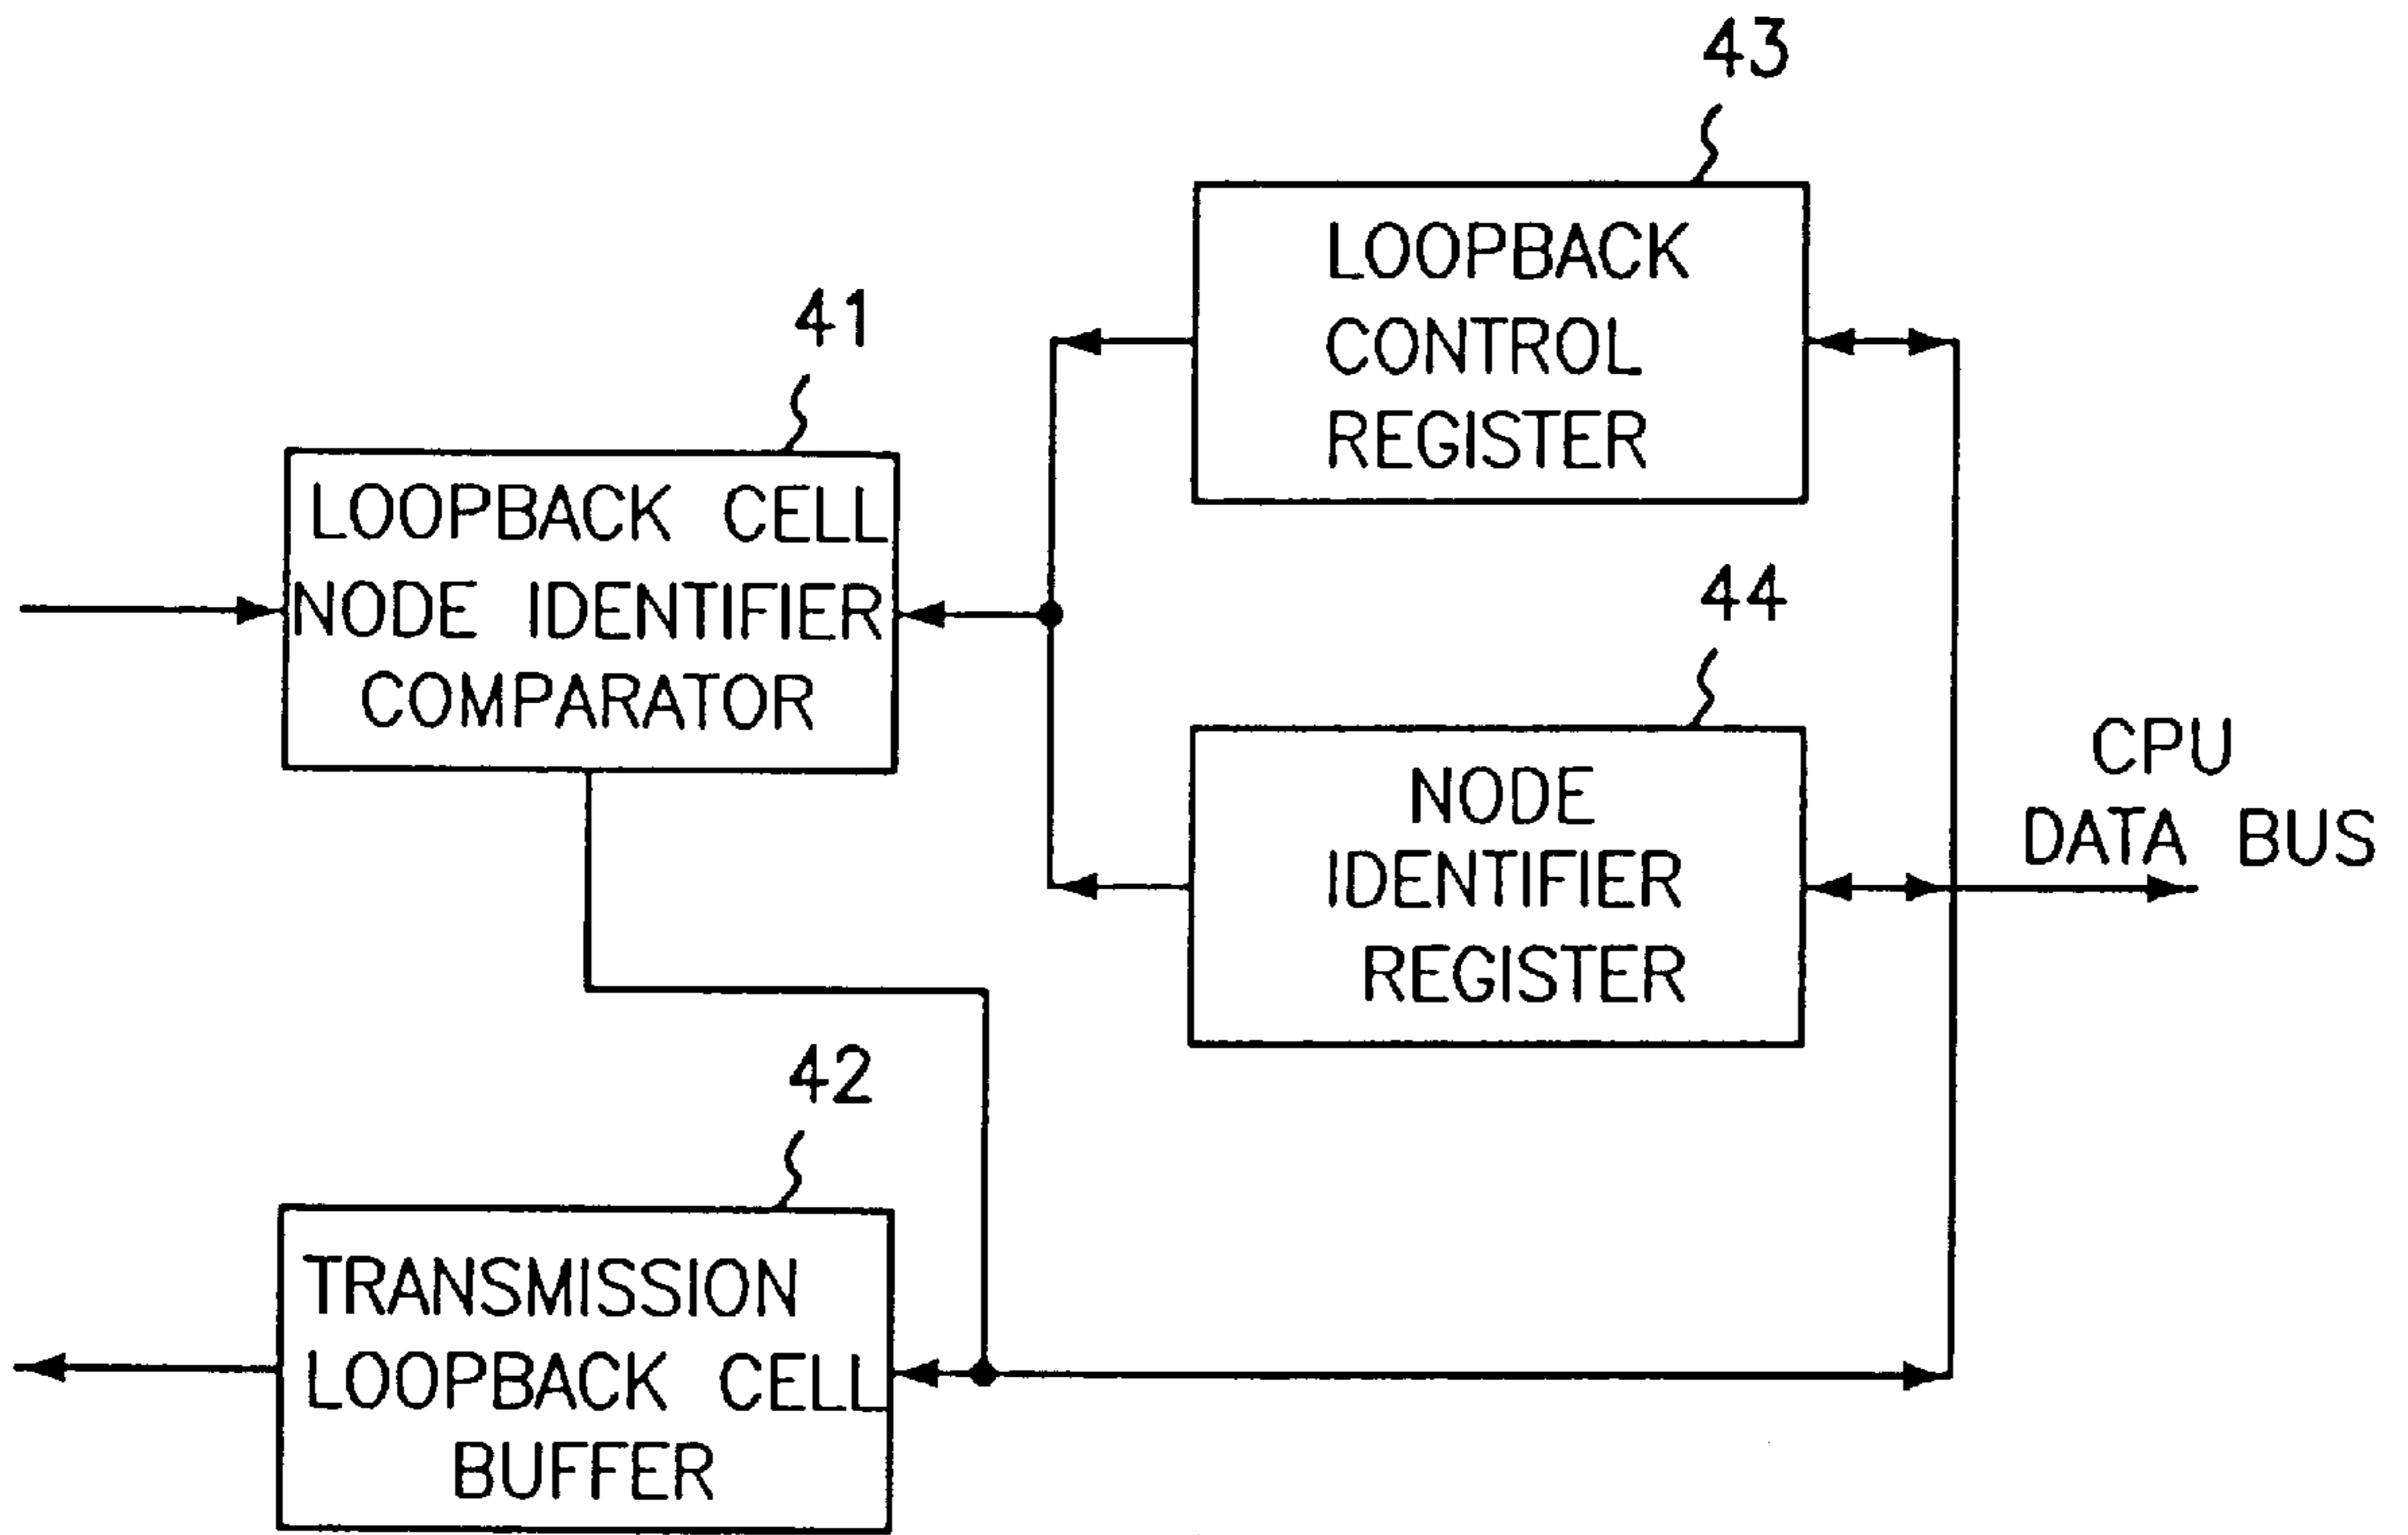 43
LOOPBACK
CONTROL
REGISTER
41
LOOPBACK CELL
NODE IDENTIFIER
COMPARATOR
44
NODE
IDENTIFIER
REGISTER
CPU
DATA BUS
42
TRANSMISSION
LOOPBACK CELL
BUFFER